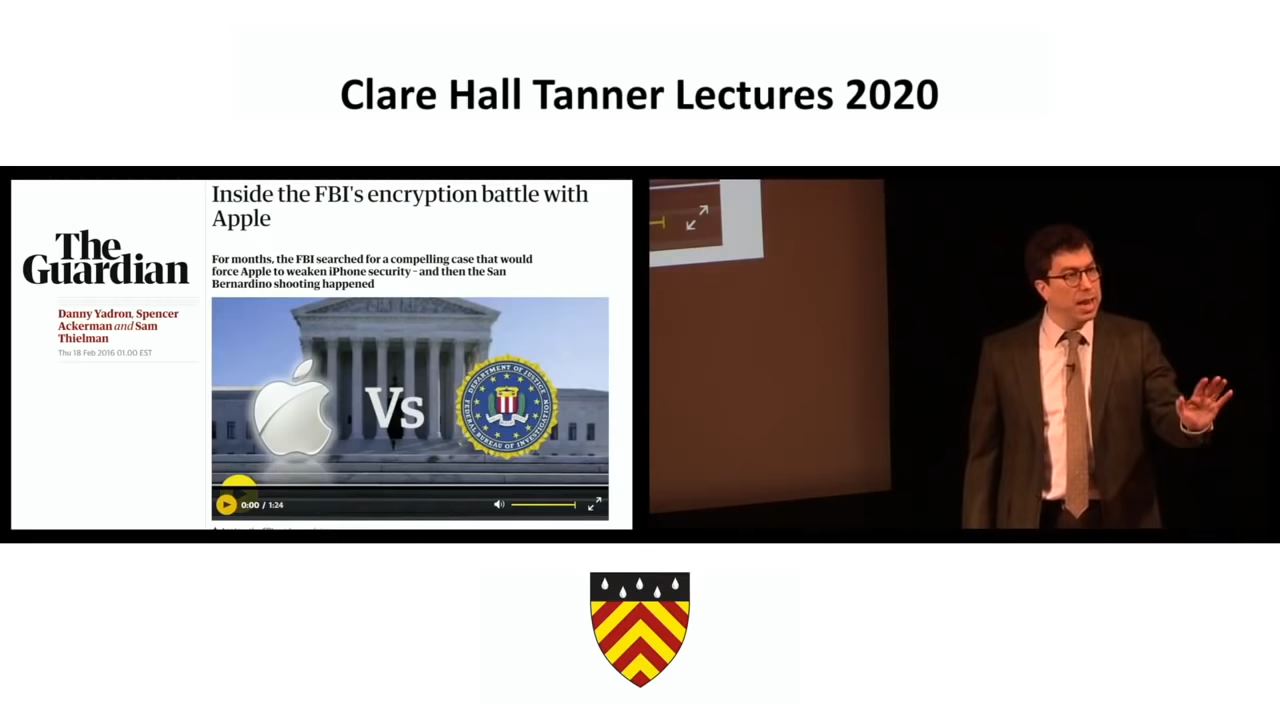 Clare Hall Tanner Lectures 2020
The
Guardian
Danny Yadron, Spencer
Ackerman and Sam
Thielman
Thu 18 Feb 2016 01.00 EST
Inside the FBI's encryption battle with
Apple
For months, the FBI searched for a compelling case that would
force Apple to weaken iPhone security – and then the San
Bernardino shooting happened
Vs
DEPARTMENT OF JUSTICE
FEDERAL BUREAU OF INVESTIGATION
0:00 / 1:24